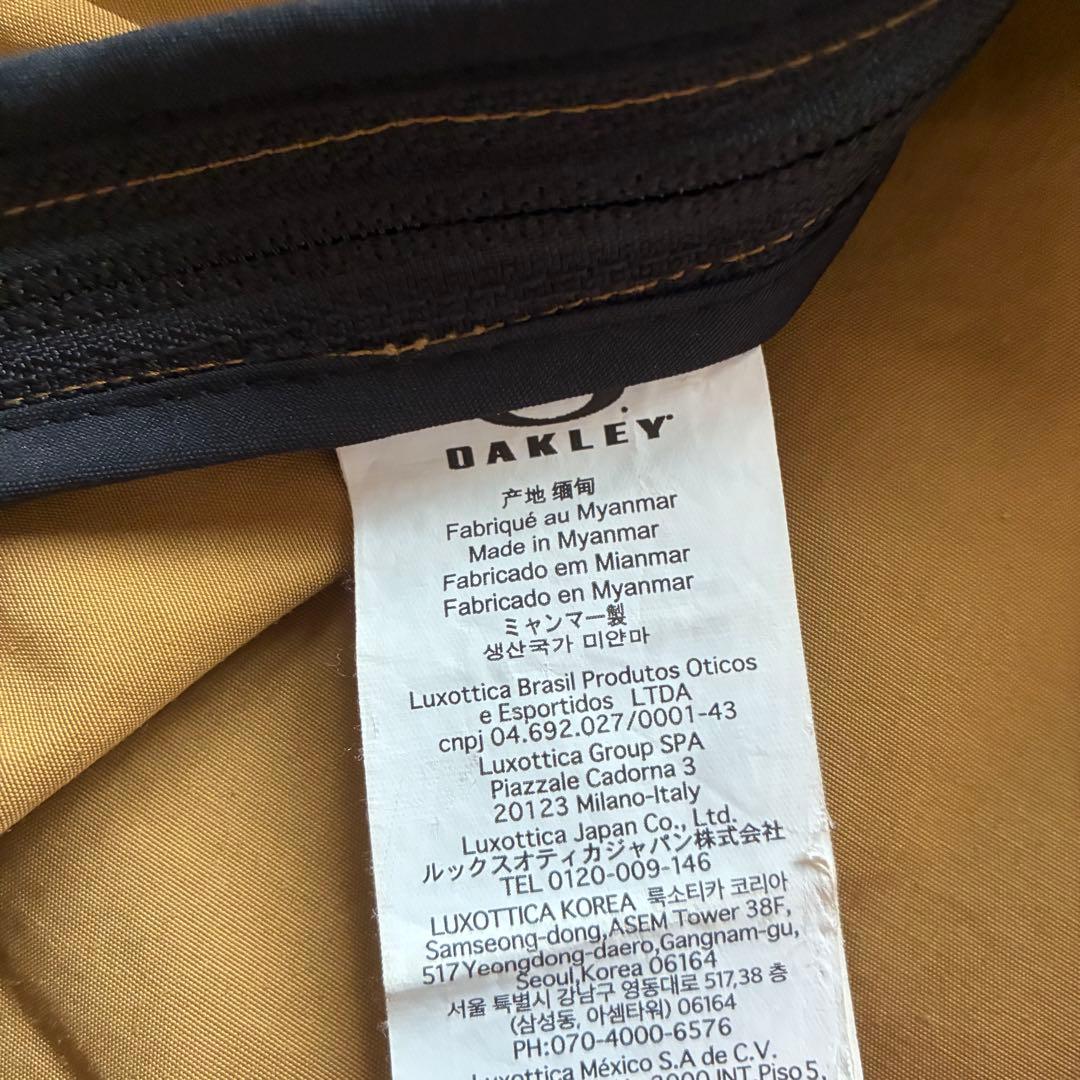 OAKLEY
产地 缅甸
Fabriqué au Myanmar
Made in Myanmar
Fabricado em Mianmar
Fabricado en Myanmar
ミャンマー製
생산국가 미얀마
Luxottica Brasil Produtos Oticos
e Esportidos LTDA
cnpj 04.692.027/0001-43
Luxottica Group SPA
Piazzale Cadorna 3
20123 Milano-Italy
Luxottica Japan Co., Ltd.
ルックスオティカジャパン株式会社
TEL 0120-009-146
LUXOTTICA KOREA 룩소티카 코리아
Samseong-dong,ASEM Tower 38F,
517 Yeongdong-daero,Gangnam-gu,
Seoul,Korea 06164
서울 특별시 강남구 영동대로 517,38 층
(삼성동, 아셈타워) 06164
PH:070-4000-6576
Luxottica México S.A de C.V.
INT.Piso 5,